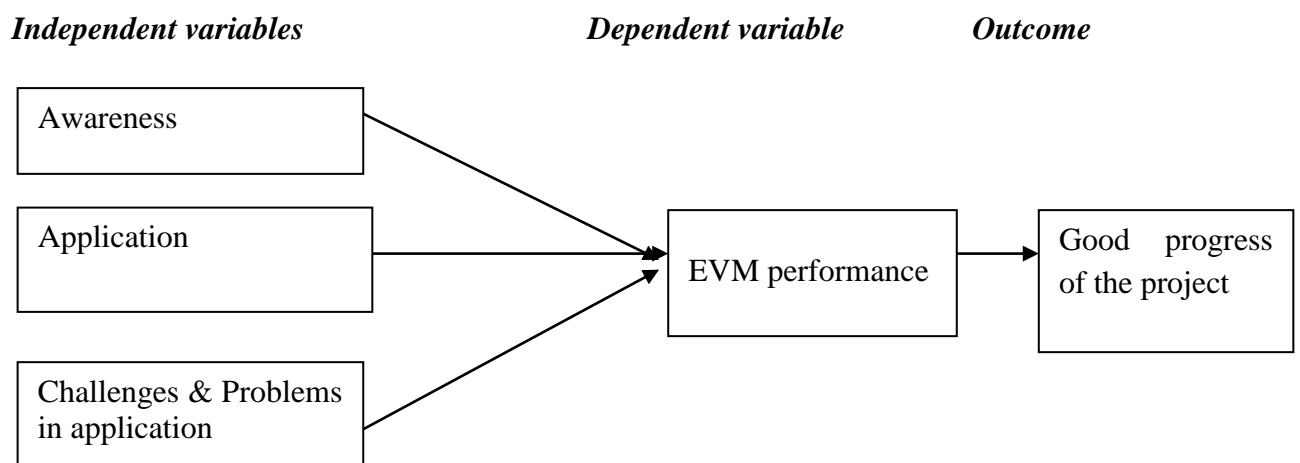 Independent variables Dependent variable Outcome
Awareness
Application
Challenges & Problems
in application
EVM performance
Good progress
of the project